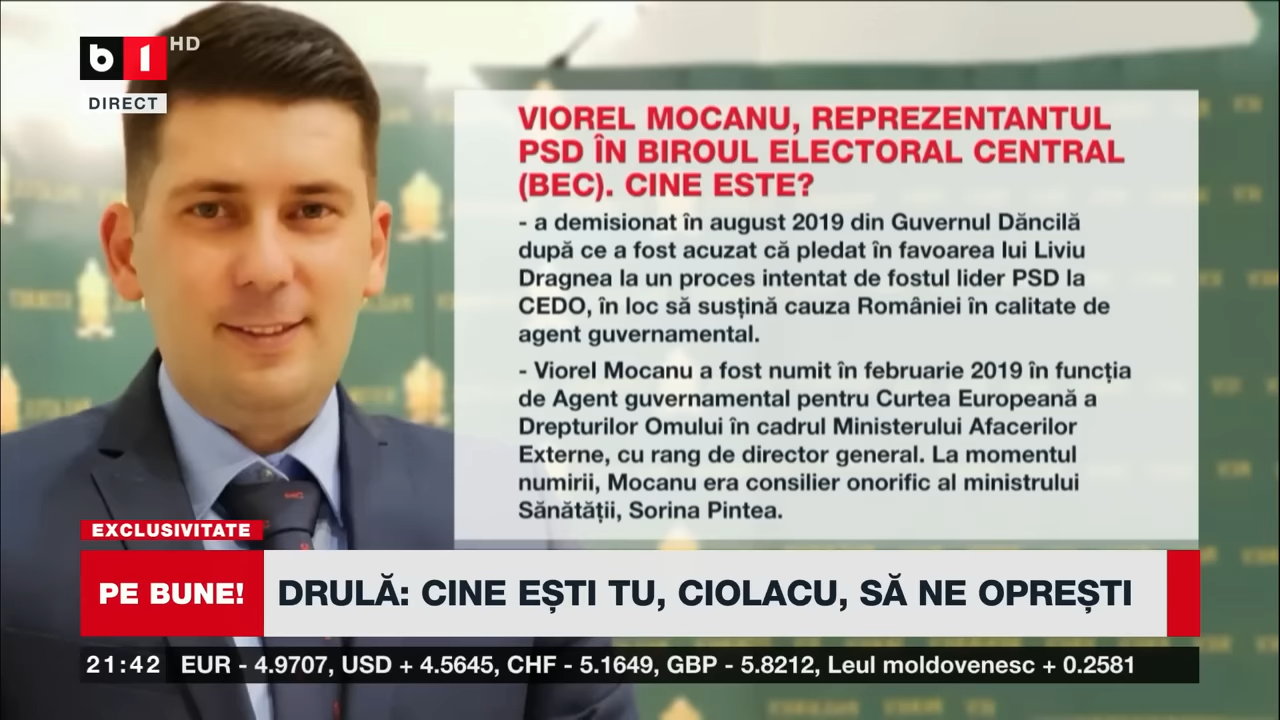 b1 HD
DIRECT
VIOREL MOCANU, REPREZENTANTUL
PSD ÎN BIROUL ELECTORAL CENTRAL
(BEC). CINE ESTE?
- a demisionat în august 2019 din Guvernul Dăncilă
după ce a fost acuzat că pledat în favoarea lui Liviu
Dragnea la un proces intentat de fostul lider PSD la
CEDO, în loc să susțină cauza României în calitate de
agent guvernamental.
- Viorel Mocanu a fost numit în februarie 2019 în funcția
de Agent guvernamental pentru Curtea Europeană a
Drepturilor Omului în cadrul Ministerului Afacerilor
Externe, cu rang de director general. La momentul
numirii, Mocanu era consilier onorific al ministrului
Sănătății, Sorina Pintea.
EXCLUSIVITATE
PE BUNE! DRULĂ: CINE EȘTI TU, CIOLACU, SĂ NE OPREȘTI
21:42 EUR - 4.9707, USD + 4.5645, CHF - 5.1649, GBP - 5.8212, Leul moldovenesc + 0.2581